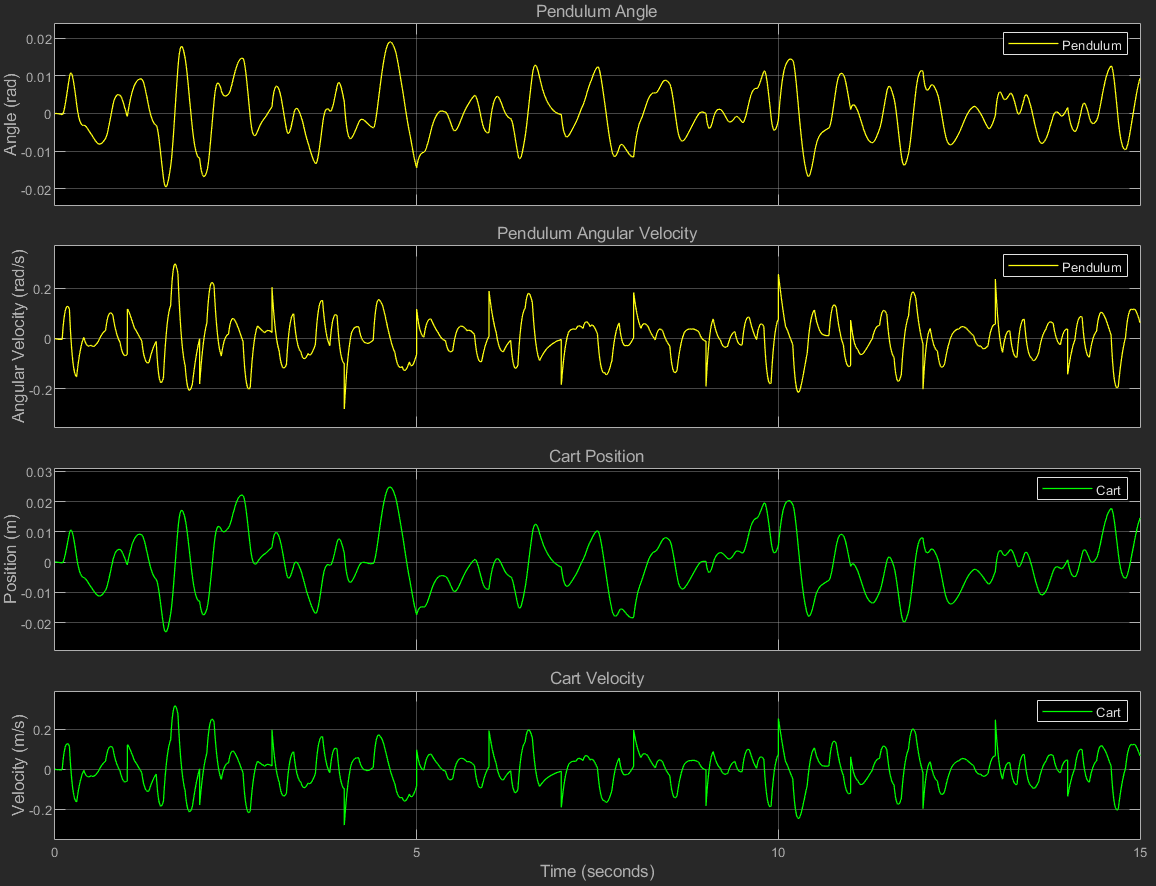 Pendulum Angle
Angle (rad)
0.02
0.01
0
-0.01
-0.02
Pendulum
Pendulum Angular Velocity
Angular Velocity (rad/s)
0.2
0
-0.2
Pendulum
Cart Position
Position (m)
0.03
0.02
0.01
0
-0.01
-0.02
Cart
Cart Velocity
Velocity (m/s)
0.2
0
-0.2
Cart
0 5 10 15
Time (seconds)